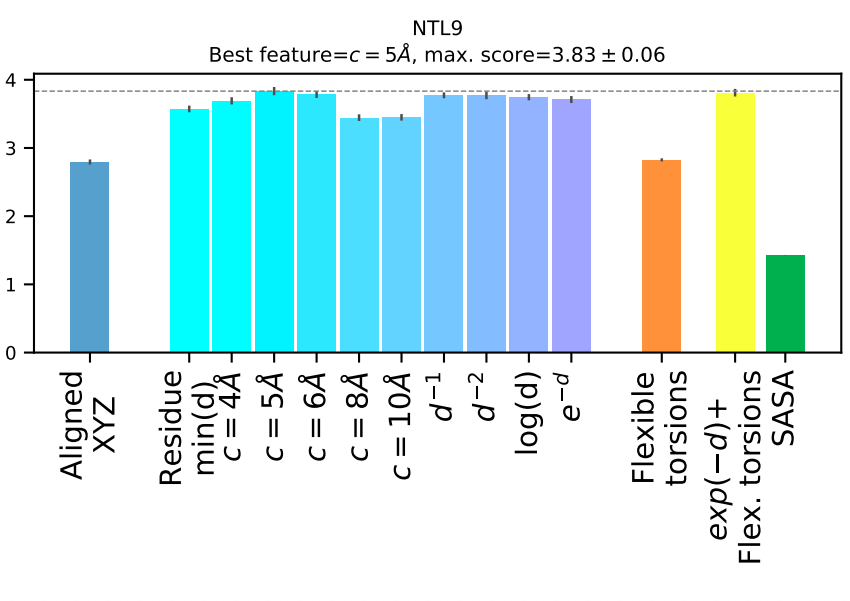 NTL9
Best feature=c = 5Å, max. score=3.83 ± 0.06
4
3
2
1
0
Aligned
XYZ
Residue
min(d)
c = 4Å
c = 5Å
c = 6Å
c = 8Å
c = 10Å
d⁻¹
d⁻²
log(d)
e⁻ᵈ
Flexible
torsions
exp(−d)+
Flex. torsions
SASA